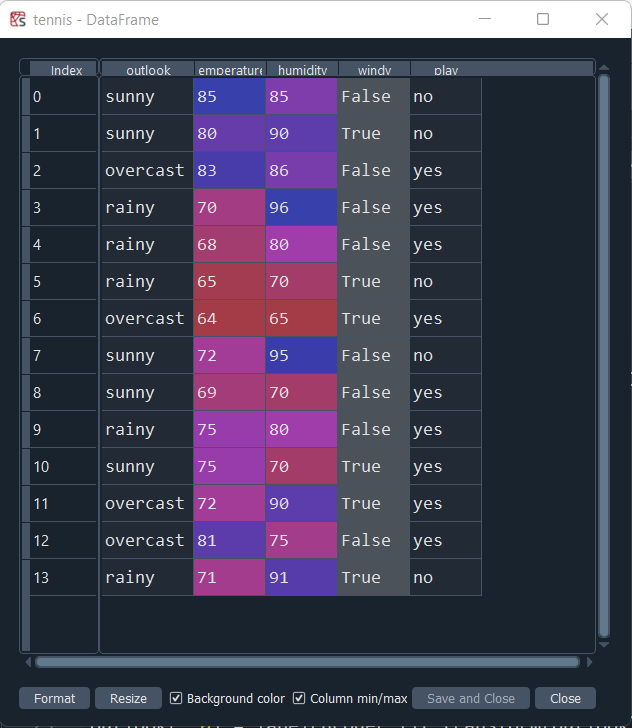 tennis - DataFrame
Index outlook emperature humidity windy play
0 sunny 85 85 False no
1 sunny 80 90 True no
2 overcast 83 86 False yes
3 rainy 70 96 False yes
4 rainy 68 80 False yes
5 rainy 65 70 True no
6 overcast 64 65 True yes
7 sunny 72 95 False no
8 sunny 69 70 False yes
9 rainy 75 80 False yes
10 sunny 75 70 True yes
11 overcast 72 90 True yes
12 overcast 81 75 False yes
13 rainy 71 91 True no
Format Resize Background color Column min/max Save and Close Close